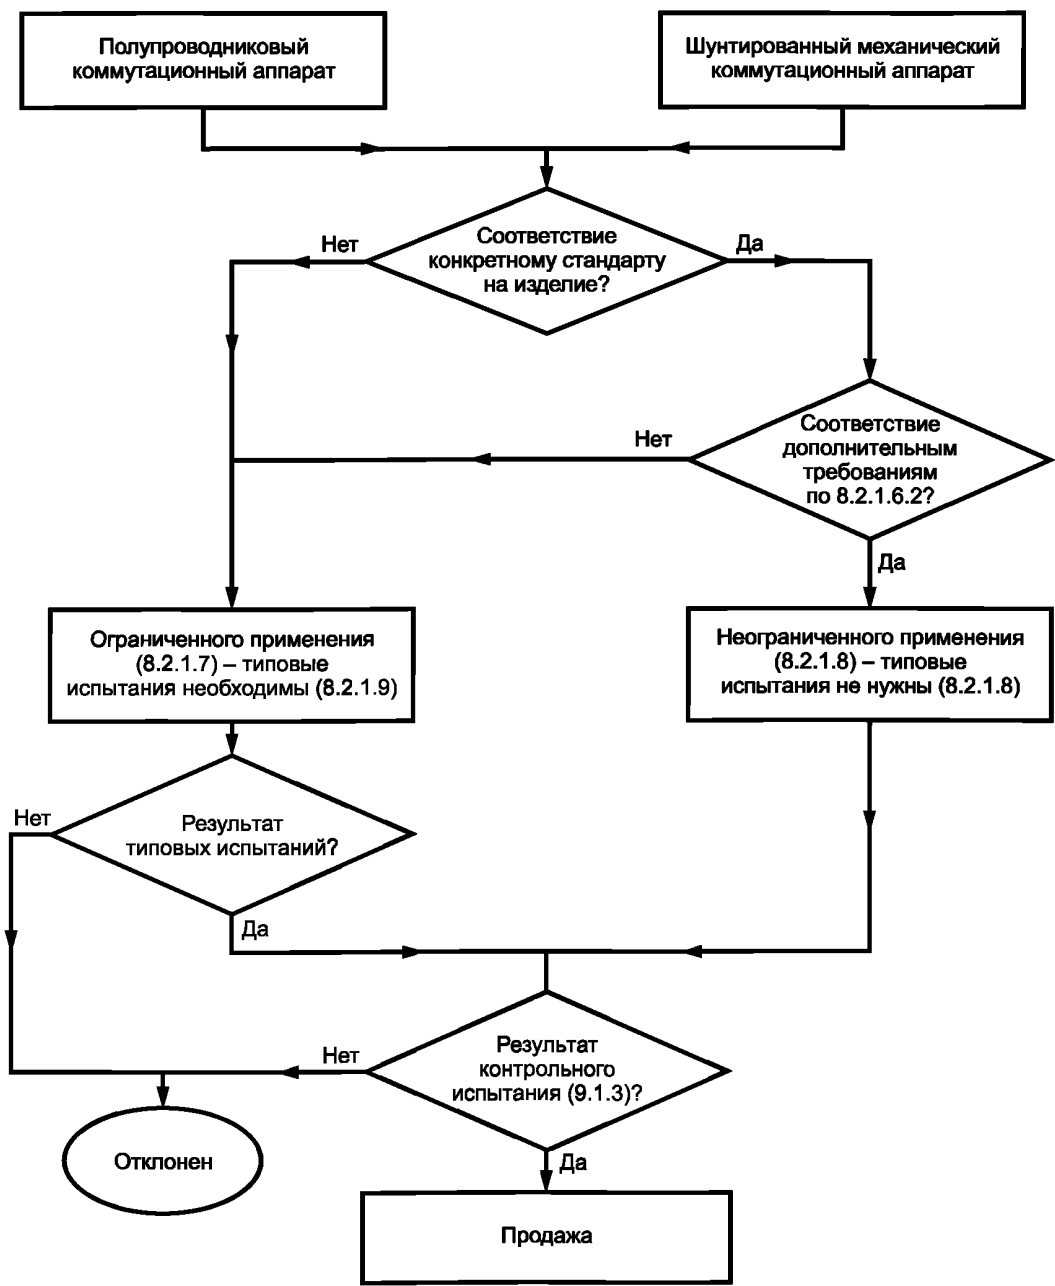 Полупроводниковый
коммутационный аппарат
Шунтированный механический
коммутационный аппарат
Нет
Соответствие
конкретному стандарту
на изделие?
Да
Нет
Соответствие
дополнительным
требованиям
по 8.2.1.6.2?
Да
Ограниченного применения
(8.2.1.7) – типовые
испытания необходимы (8.2.1.9)
Неограниченного применения
(8.2.1.8) – типовые
испытания не нужны (8.2.1.8)
Нет
Результат
типовых испытаний?
Да
Нет
Результат
контрольного
испытания (9.1.3)?
Да
Отклонен
Продажа